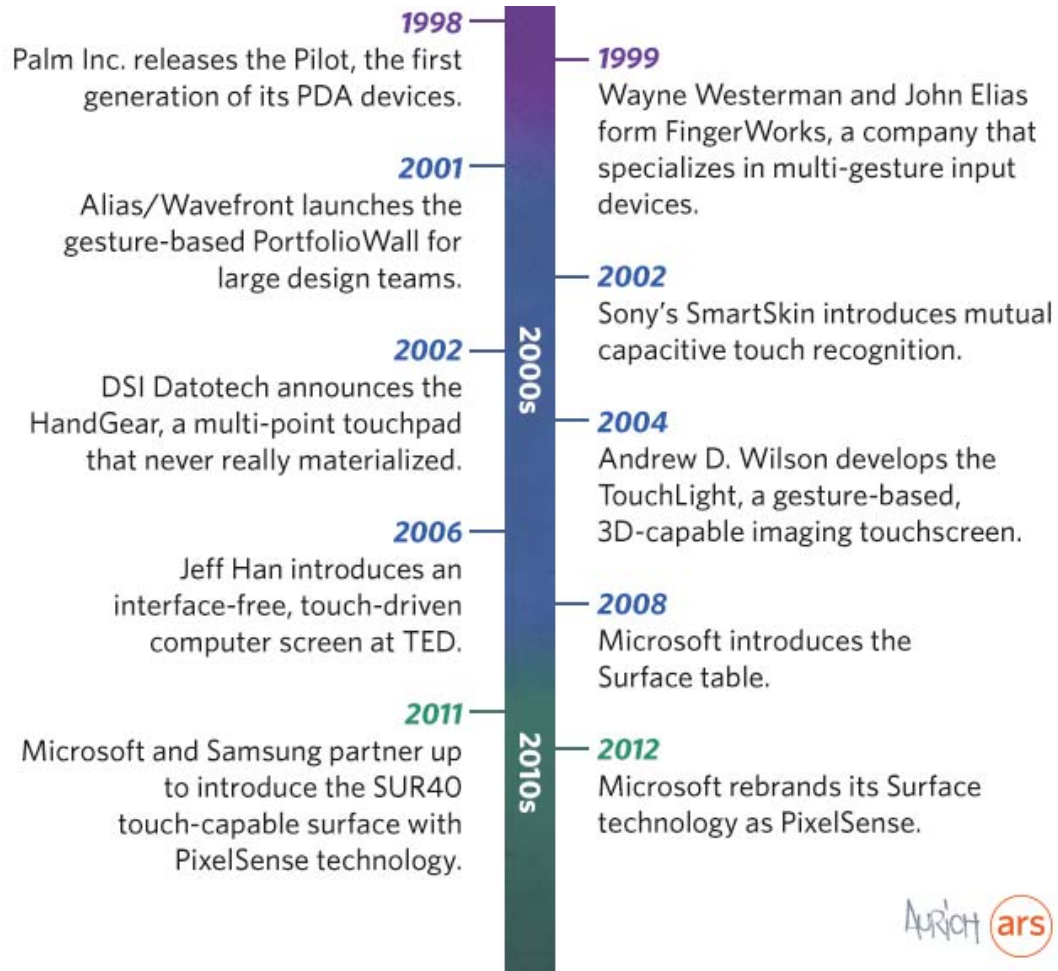 1998
Palm Inc. releases the Pilot, the first
generation of its PDA devices.
1999
Wayne Westerman and John Elias
form FingerWorks, a company that
specializes in multi-gesture input
devices.
2001
Alias/Wavefront launches the
gesture-based PortfolioWall for
large design teams.
2002
Sony's SmartSkin introduces mutual
capacitive touch recognition.
2000s
2002
DSI Datotech announces the
HandGear, a multi-point touchpad
that never really materialized.
2004
Andrew D. Wilson develops the
TouchLight, a gesture-based,
3D-capable imaging touchscreen.
2006
Jeff Han introduces an
interface-free, touch-driven
computer screen at TED.
2008
Microsoft introduces the
Surface table.
2011
Microsoft and Samsung partner up
to introduce the SUR40
touch-capable surface with
PixelSense technology.
2010s
2012
Microsoft rebrands its Surface
technology as PixelSense.
AURICH
ars